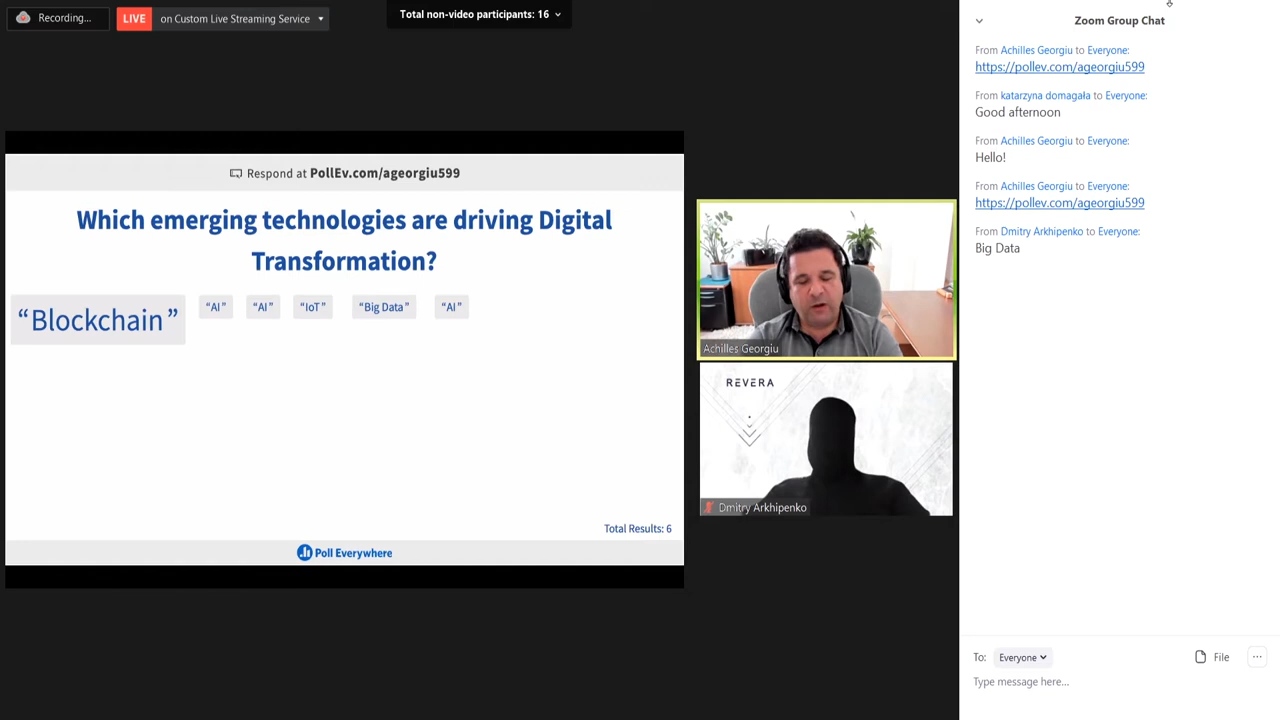 Recording...
LIVE
on Custom Live Streaming Service
Total non-video participants: 16
Respond at PollEv.com/ageorgiu599
Which emerging technologies are driving Digital
Transformation?
“Blockchain”
“AI”
“AI”
“IoT”
“Big Data”
“AI”
Total Results: 6
Poll Everywhere
Achilles Georgiu
REVERA
Dmitry Arkhipenko
Zoom Group Chat
From Achilles Georgiu to Everyone:
https://pollev.com/ageorgiu599
From katarzyna domagała to Everyone:
Good afternoon
From Achilles Georgiu to Everyone:
Hello!
From Achilles Georgiu to Everyone:
https://pollev.com/ageorgiu599
From Dmitry Arkhipenko to Everyone:
Big Data
To: Everyone
File
Type message here...